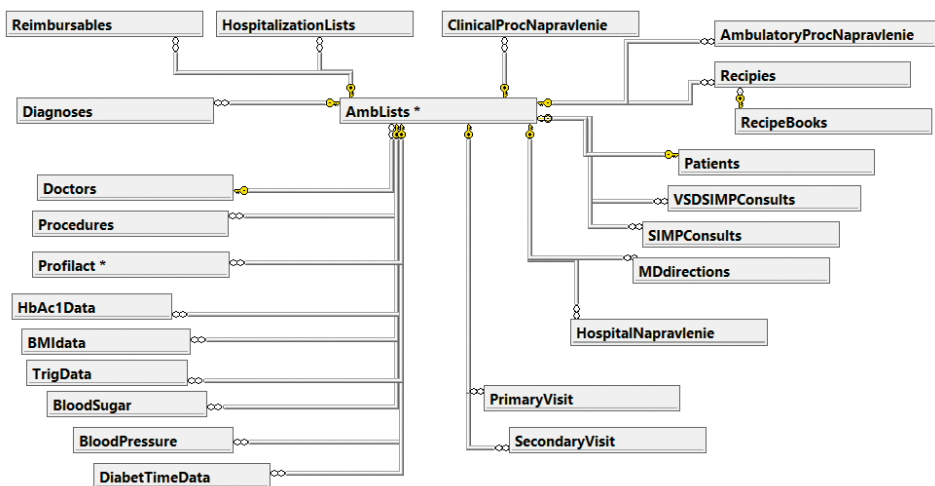 Reimbursables
HospitalizationLists
ClinicalProcNapravlenie
AmbulatoryProcNapravlenie
Recipies
Diagnoses
AmbLists *
RecipeBooks
Patients
Doctors
VSDSIMPConsults
Procedures
SIMPConsults
Profilact *
MDdirections
HbAc1Data
HospitalNapravlenie
BMIdata
TrigData
PrimaryVisit
BloodSugar
BloodPressure
SecondaryVisit
DiabetTimeData